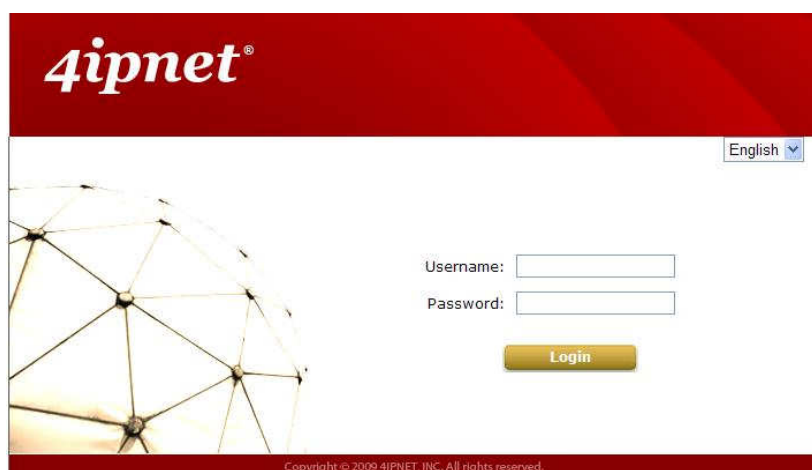 4ipnet®
English
Username:
Password:
Login
Copyright © 2009 4IPNET, INC. All rights reserved.